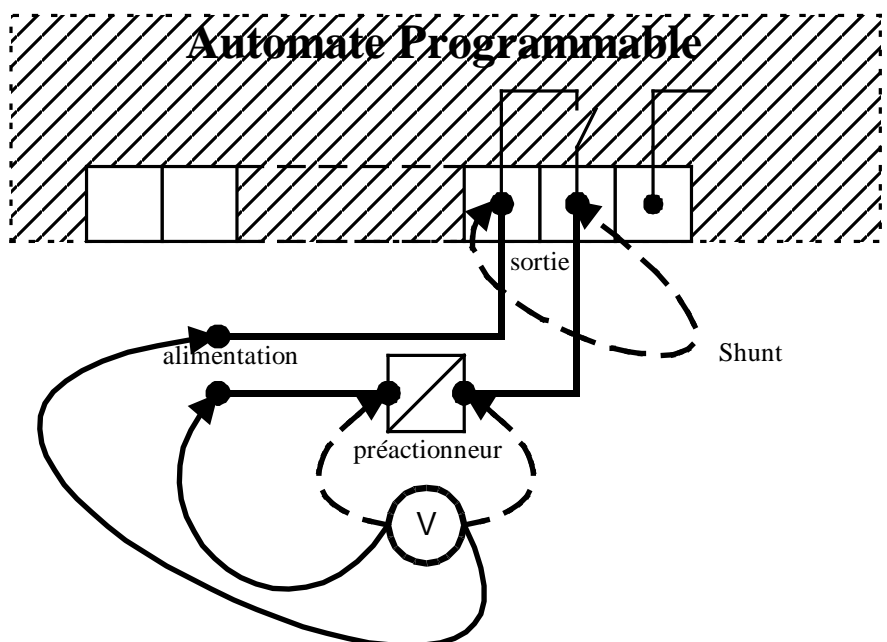 Automate Programmable
sortie
alimentation
Shunt
préactionneur
V